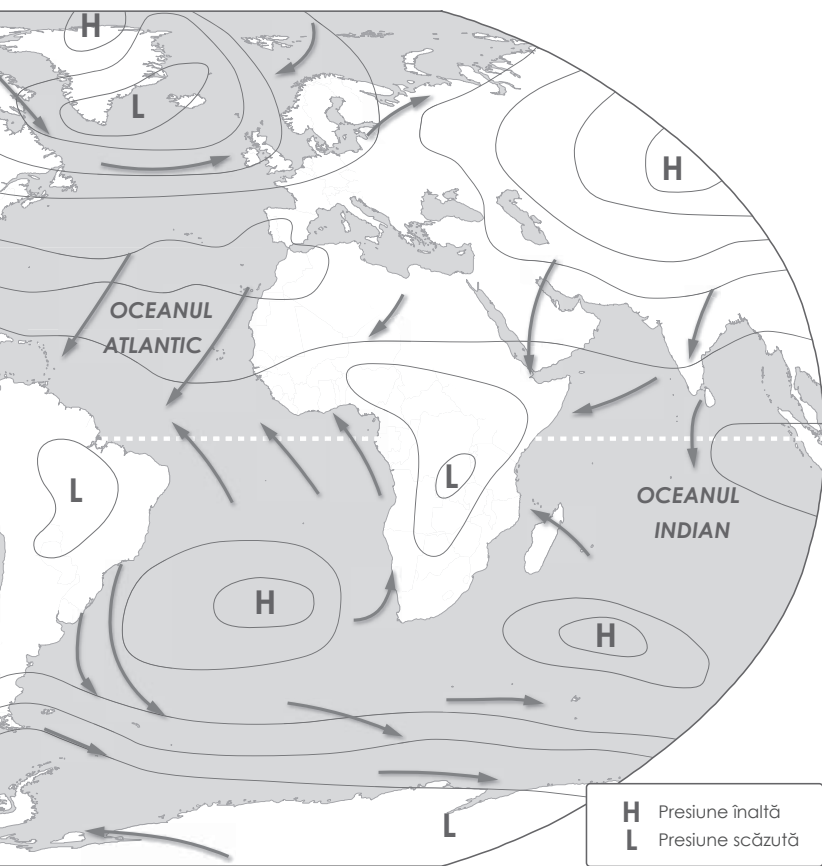 H
L
H
OCEANUL
ATLANTIC
L
L
OCEANUL
INDIAN
H
H
L
H Presiune înaltă
L Presiune scăzută